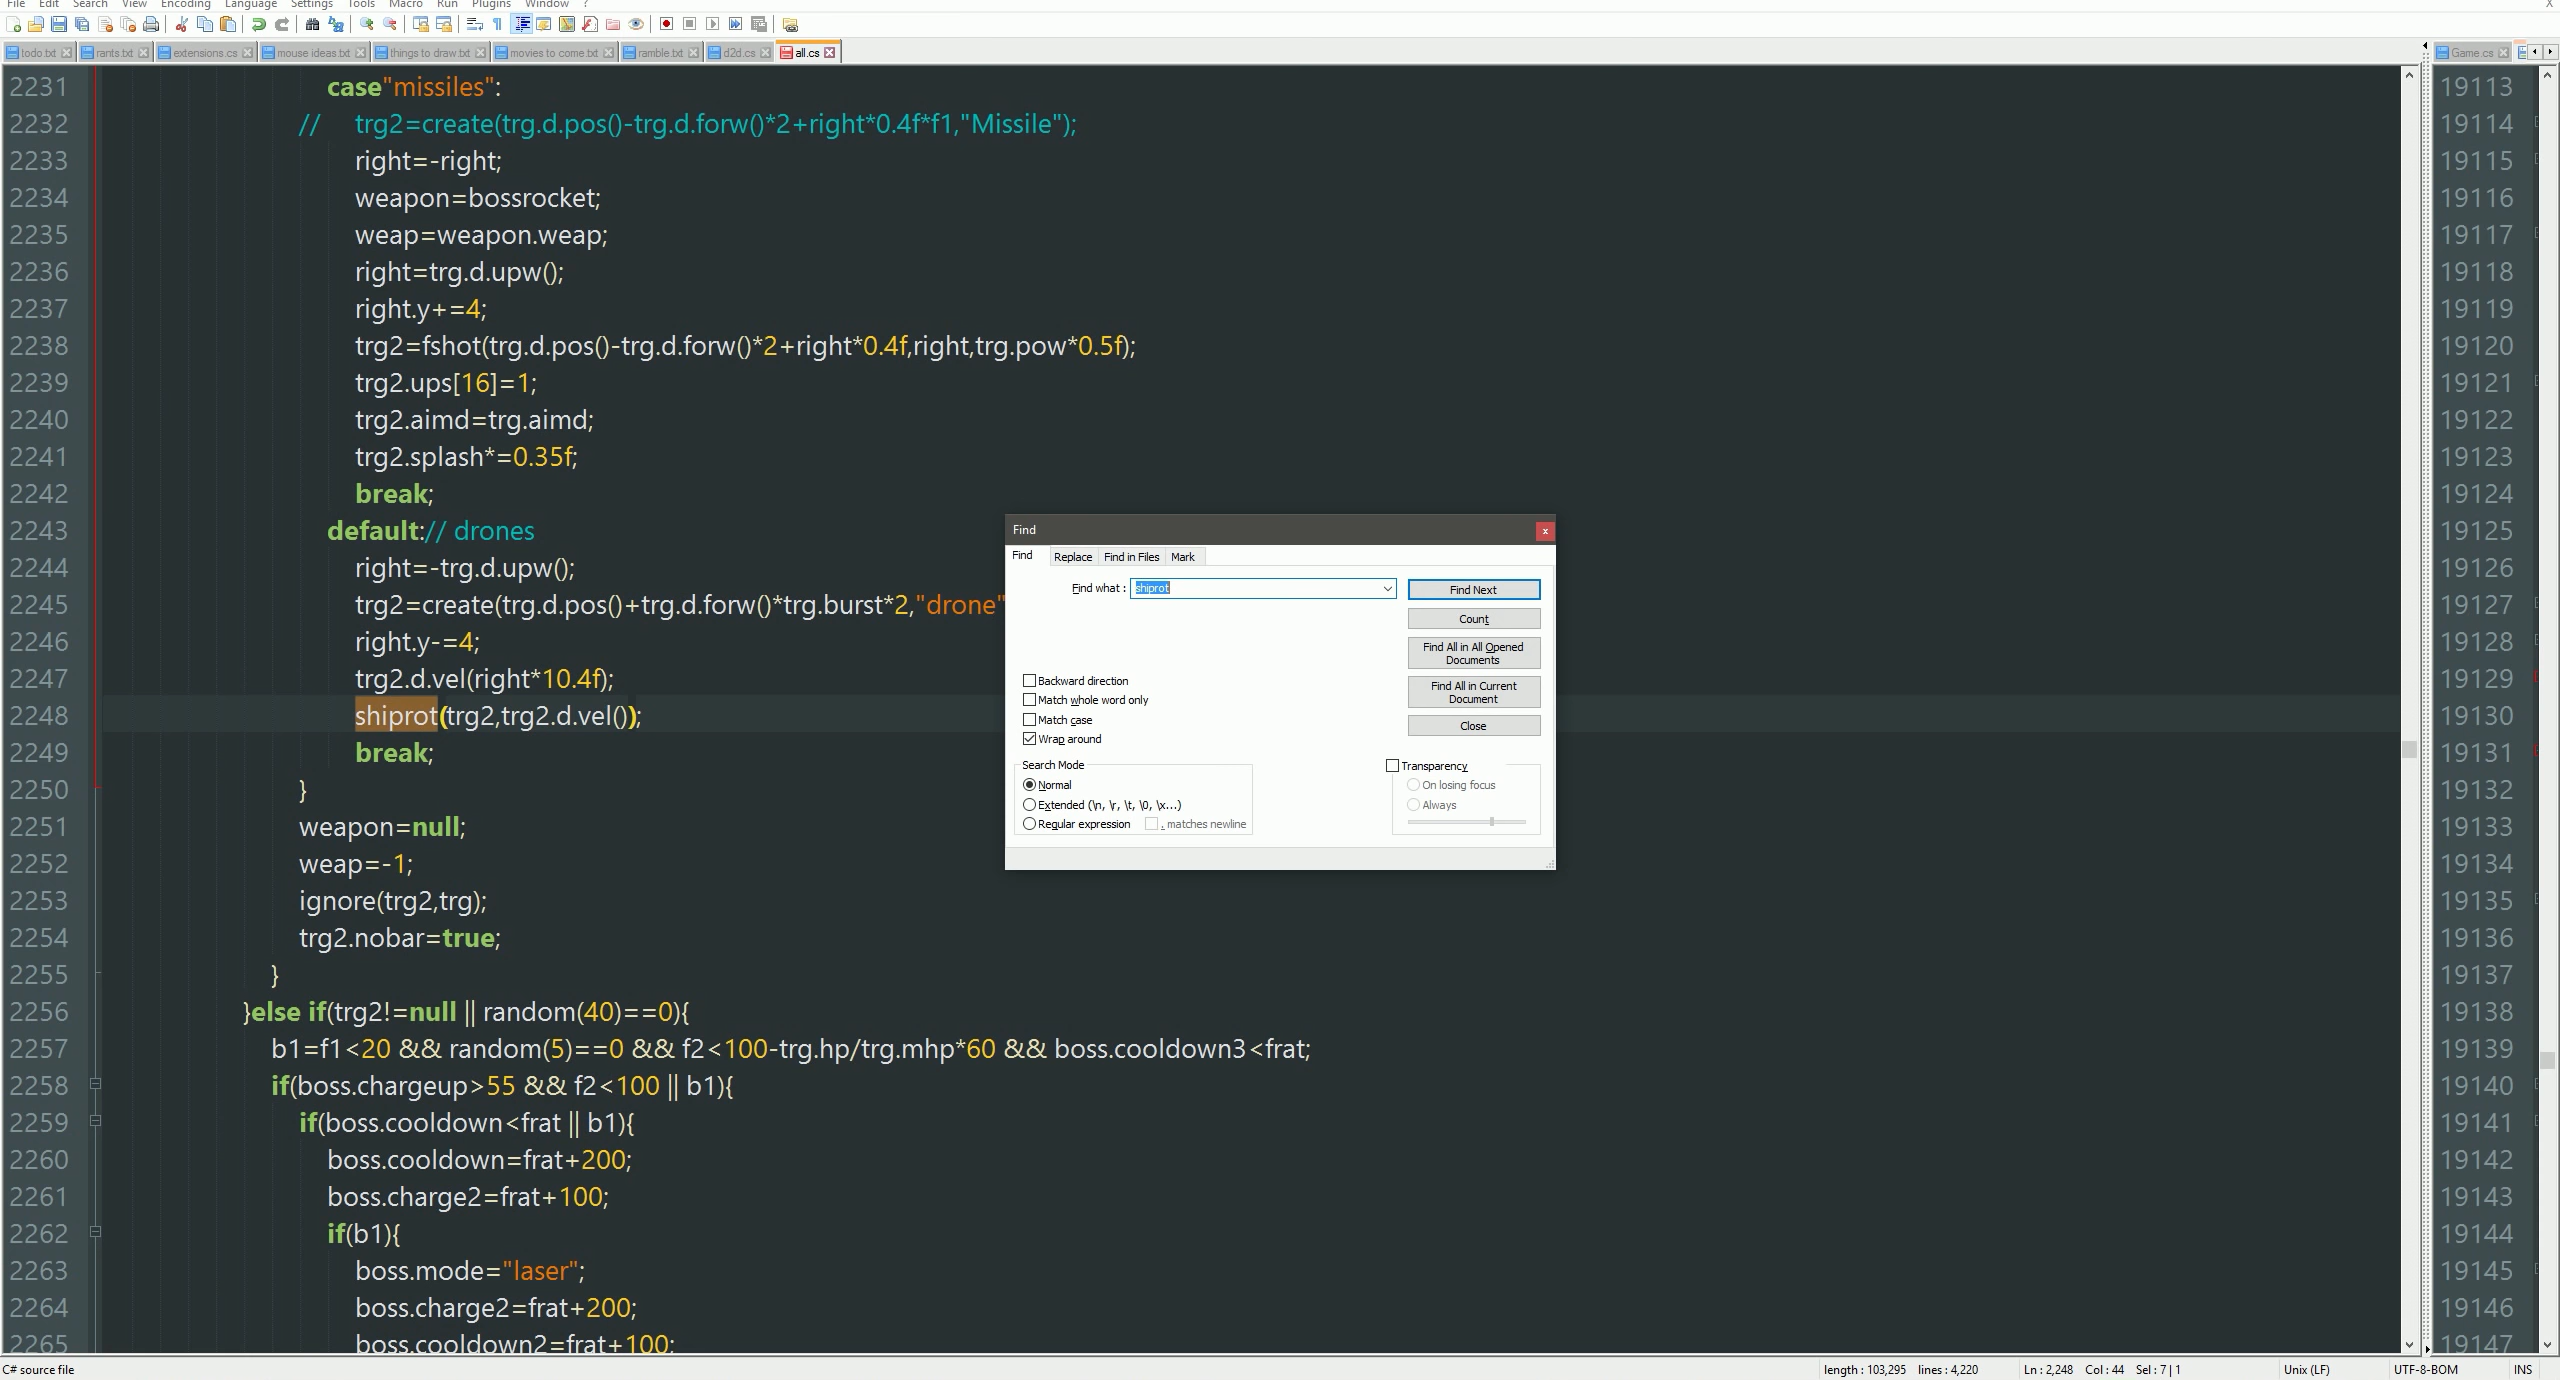 File Edit Search View Encoding Language Settings Tools Macro Run Plugins Window ? X
todo.txt rants.txt extensions.cs mouse ideas.txt things to draw.txt movies to come.txt ramble.txt d2d.cs all.cs Game.cs
2231 case"missiles": 19113
2232 // trg2=create(trg.d.pos()-trg.d.forw()*2+right*0.4f*f1,"Missile"); 19114
2233 right=-right; 19115
2234 weapon=bossrocket; 19116
2235 weap=weapon.weap; 19117
2236 right=trg.d.upw(); 19118
2237 right.y+=4; 19119
2238 trg2=fshot(trg.d.pos()-trg.d.forw()*2+right*0.4f,right,trg.pow*0.5f); 19120
2239 trg2.ups[16]=1; 19121
2240 trg2.aimd=trg.aimd; 19122
2241 trg2.splash*=0.35f; 19123
2242 break; 19124
2243 default:// drones 19125
2244 right=-trg.d.upw(); 19126
2245 trg2=create(trg.d.pos()+trg.d.forw()*trg.burst*2,"drone" 19127
2246 right.y-=4; 19128
2247 trg2.d.vel(right*10.4f); 19129
2248 shiprot(trg2,trg2.d.vel()); 19130
2249 break; 19131
2250 } 19132
2251 weapon=null; 19133
2252 weap=-1; 19134
2253 ignore(trg2,trg); 19135
2254 trg2.nobar=true; 19136
2255 } 19137
2256 }else if(trg2!=null || random(40)==0){ 19138
2257 b1=f1<20 && random(5)==0 && f2<100-trg.hp/trg.mhp*60 && boss.cooldown3<frat; 19139
2258 if(boss.chargeup>55 && f2<100 || b1){ 19140
2259 if(boss.cooldown<frat || b1){ 19141
2260 boss.cooldown=frat+200; 19142
2261 boss.charge2=frat+100; 19143
2262 if(b1){ 19144
2263 boss.mode="laser"; 19145
2264 boss.charge2=frat+200; 19146
2265 boss.cooldown2=frat+100; 19147
Find x
Find Replace Find in Files Mark
Find what : shiprot Find Next
Count
Find All in All Opened Documents
Find All in Current Document
Close
Backward direction
Match whole word only
Match case
Wrap around
Search Mode
Normal
Extended (\n, \r, \t, \0, \x...)
Regular expression . matches newline
Transparency
On losing focus
Always
C# source file length : 103,295 lines : 4,220 Ln : 2,248 Col : 44 Sel : 7 | 1 Unix (LF) UTF-8-BOM INS